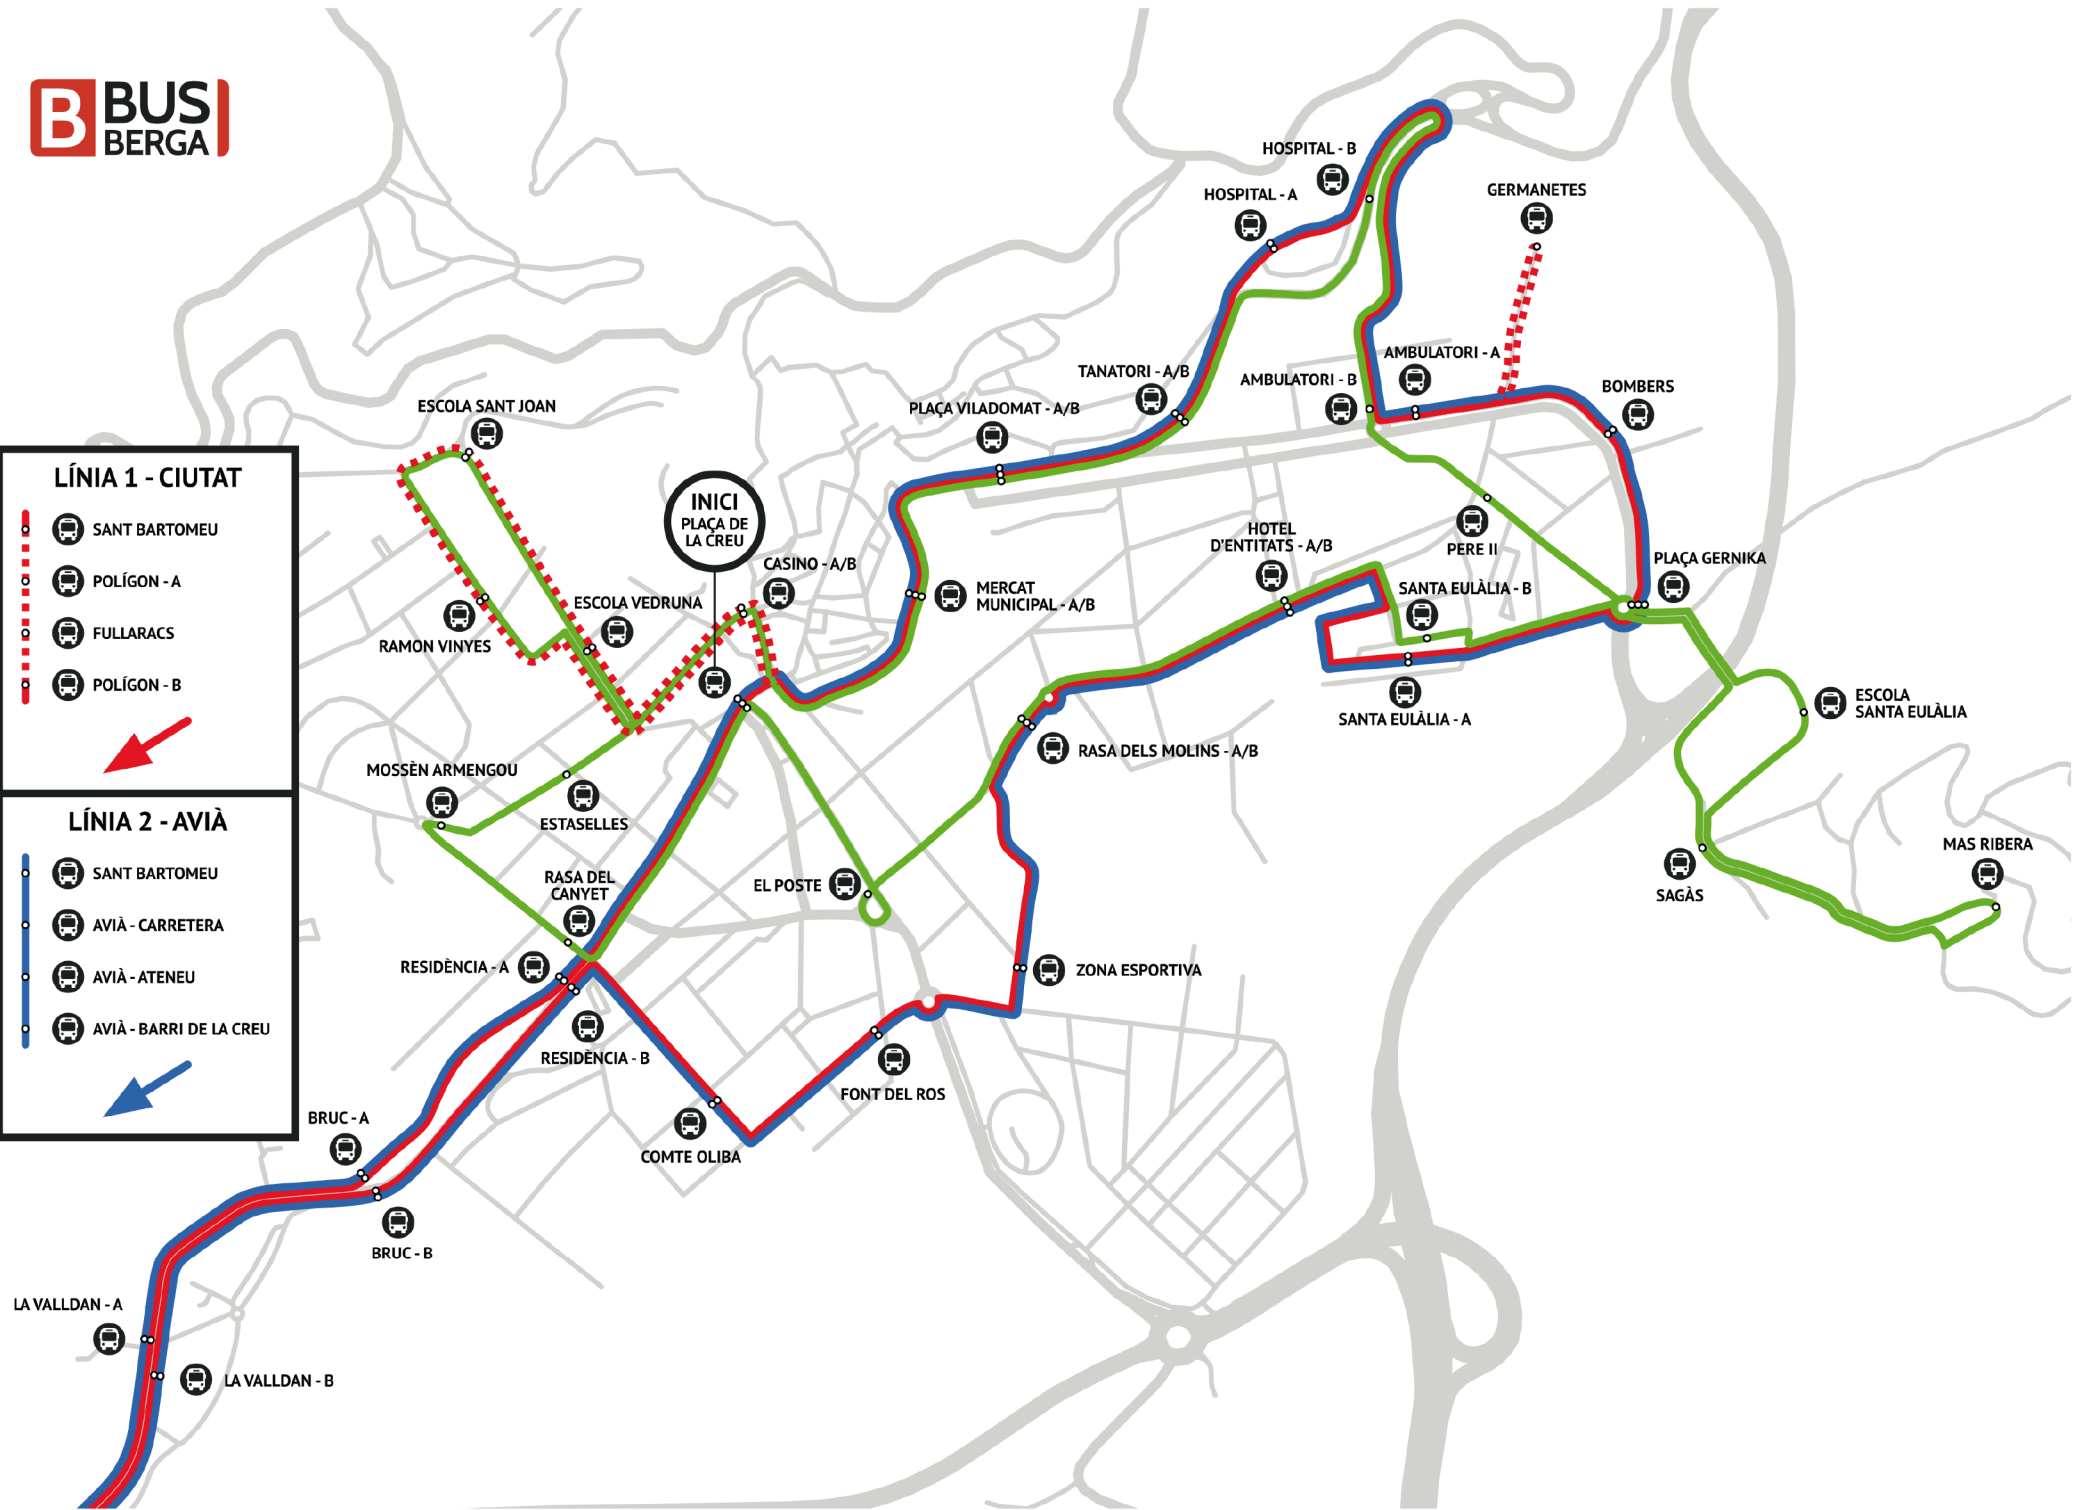 B BUS
BERGA
HOSPITAL - B
HOSPITAL - A
GERMANETES
AMBULATORI - A
TANATORI - A/B
AMBULATORI - B
BOMBERS
PLAÇA VILADOMAT - A/B
ESCOLA SANT JOAN
LÍNIA 1 - CIUTAT
SANT BARTOMEU
POLÍGON - A
FULLARACS
POLÍGON - B
INICI
PLAÇA DE
LA CREU
CASINO - A/B
HOTEL
D'ENTITATS - A/B
PERE II
PLAÇA GERNIKA
MERCAT
MUNICIPAL - A/B
SANTA EULÀLIA - B
ESCOLA VEDRUNA
RAMON VINYES
ESCOLA
SANTA EULÀLIA
SANTA EULÀLIA - A
RASA DELS MOLINS - A/B
MOSSÈN ARMENGOU
ESTASELLES
LÍNIA 2 - AVIÀ
SANT BARTOMEU
AVIÀ - CARRETERA
AVIÀ - ATENEU
AVIÀ - BARRI DE LA CREU
MAS RIBERA
SAGÀS
RASA DEL
CANYET
EL POSTE
RESIDÈNCIA - A
ZONA ESPORTIVA
RESIDÈNCIA - B
FONT DEL ROS
BRUC - A
COMTE OLIBA
BRUC - B
LA VALLDAN - A
LA VALLDAN - B